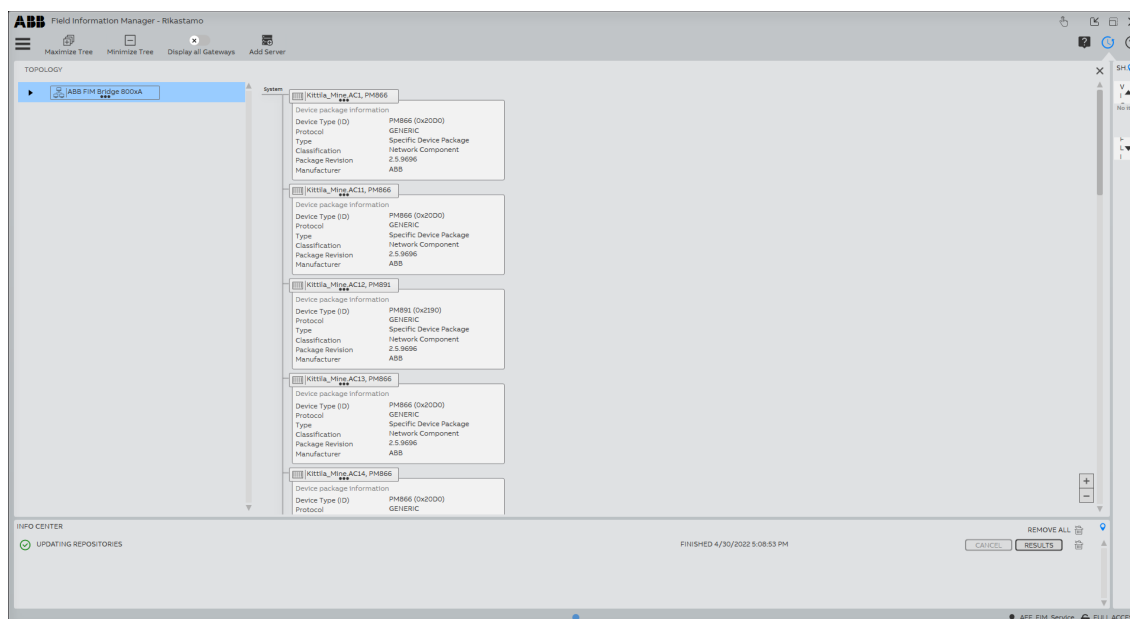 ABB Field Information Manager - Rikastamo
Maximize Tree Minimize Tree Display all Gateways Add Server
TOPOLOGY
ABB FIM Bridge 800xA
System
Kittila_Mine.AC1, PM866
Device package information
Device Type (ID) PM866 (0x20D0)
Protocol GENERIC
Type Specific Device Package
Classification Network Component
Package Revision 2.5.9696
Manufacturer ABB
Kittila_Mine.AC11, PM866
Device package information
Device Type (ID) PM866 (0x20D0)
Protocol GENERIC
Type Specific Device Package
Classification Network Component
Package Revision 2.5.9696
Manufacturer ABB
Kittila_Mine.AC12, PM891
Device package information
Device Type (ID) PM891 (0x2190)
Protocol GENERIC
Type Specific Device Package
Classification Network Component
Package Revision 2.5.9696
Manufacturer ABB
Kittila_Mine.AC13, PM866
Device package information
Device Type (ID) PM866 (0x20D0)
Protocol GENERIC
Type Specific Device Package
Classification Network Component
Package Revision 2.5.9696
Manufacturer ABB
Kittila_Mine.AC14, PM866
Device package information
Device Type (ID) PM866 (0x20D0)
Protocol GENERIC
INFO CENTER
REMOVE ALL
UPDATING REPOSITORIES FINISHED 4/30/2022 5:08:53 PM CANCEL RESULTS